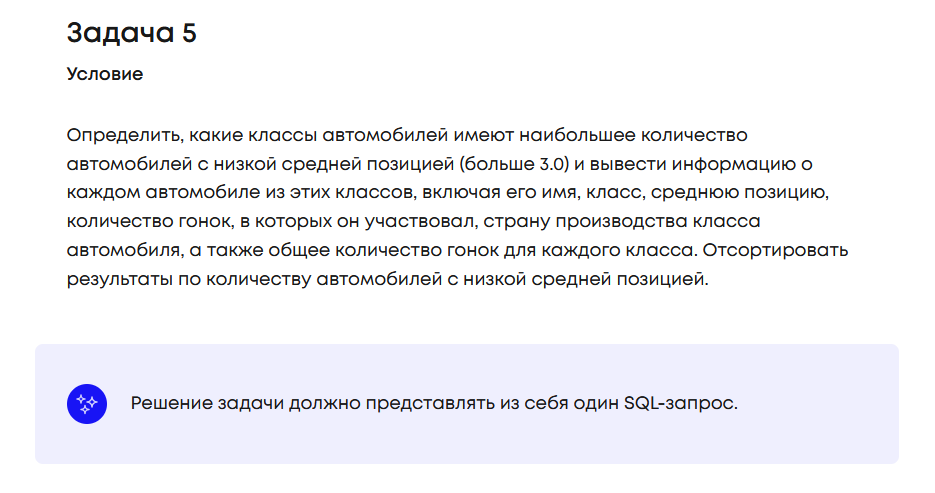 Задача 5
Условие
Определить, какие классы автомобилей имеют наибольшее количество
автомобилей с низкой средней позицией (больше 3.0) и вывести информацию о
каждом автомобиле из этих классов, включая его имя, класс, среднюю позицию,
количество гонок, в которых он участвовал, страну производства класса
автомобиля, а также общее количество гонок для каждого класса. Отсортировать
результаты по количеству автомобилей с низкой средней позицией.
Решение задачи должно представлять из себя один SQL-запрос.